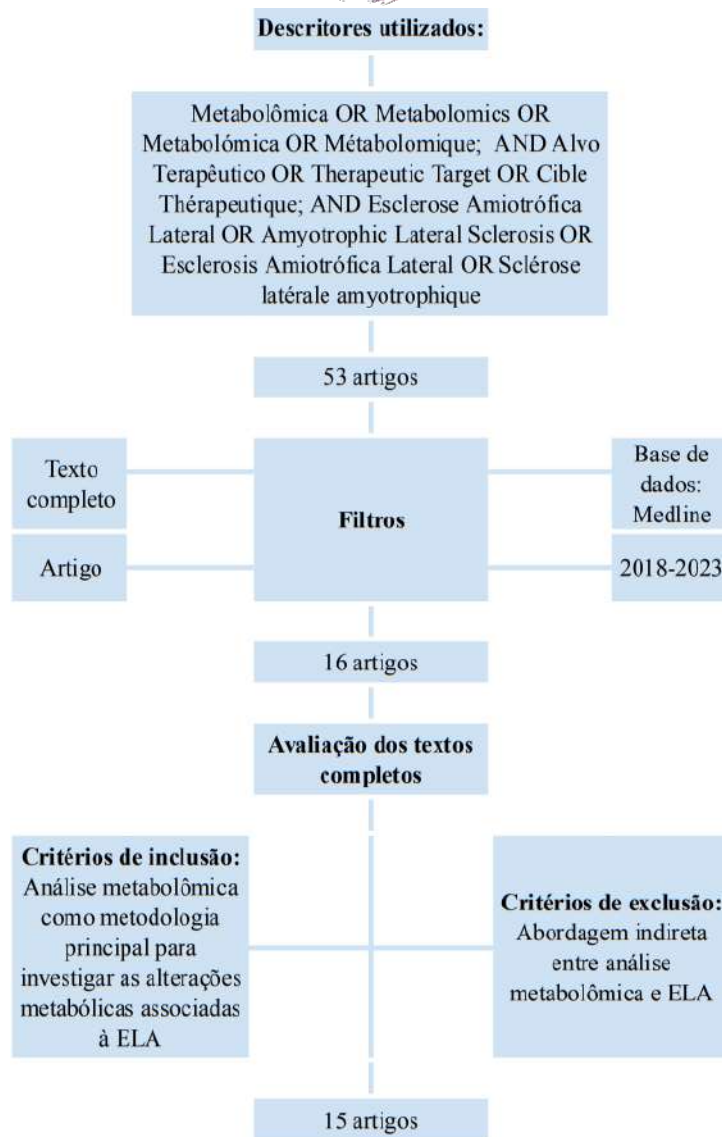 Descritores utilizados:
Metabolômica OR Metabolomics OR
Metabolómica OR Métabolomique; AND Alvo
Terapêutico OR Therapeutic Target OR Cible
Thérapeutique; AND Esclerose Amiotrófica
Lateral OR Amyotrophic Lateral Sclerosis OR
Esclerosis Amiotrófica Lateral OR Sclérose
latérale amyotrophique
53 artigos
Texto
completo
Artigo
Filtros
Base de
dados:
Medline
2018-2023
16 artigos
Avaliação dos textos
completos
Critérios de inclusão:
Análise metabolômica
como metodologia
principal para
investigar as alterações
metabólicas associadas
à ELA
Critérios de exclusão:
Abordagem indireta
entre análise
metabolômica e ELA
15 artigos